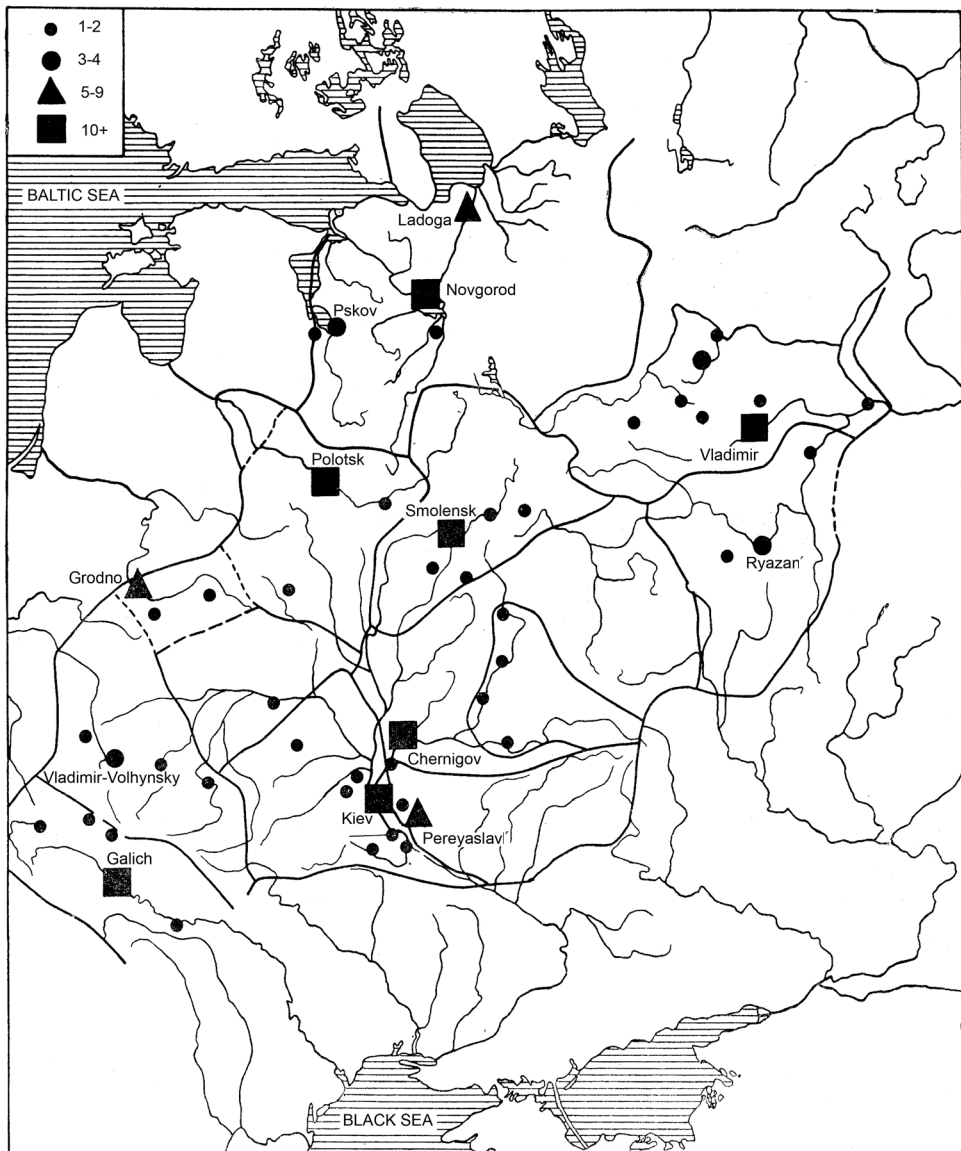 1-2
3-4
5-9
10+
BALTIC SEA
Ladoga
Novgorod
Pskov
Vladimir
Polotsk
Smolensk
Ryazan'
Grodno
Chernigov
Vladimir-Volhynsky
Kiev
Pereyaslavl'
Galich
BLACK SEA